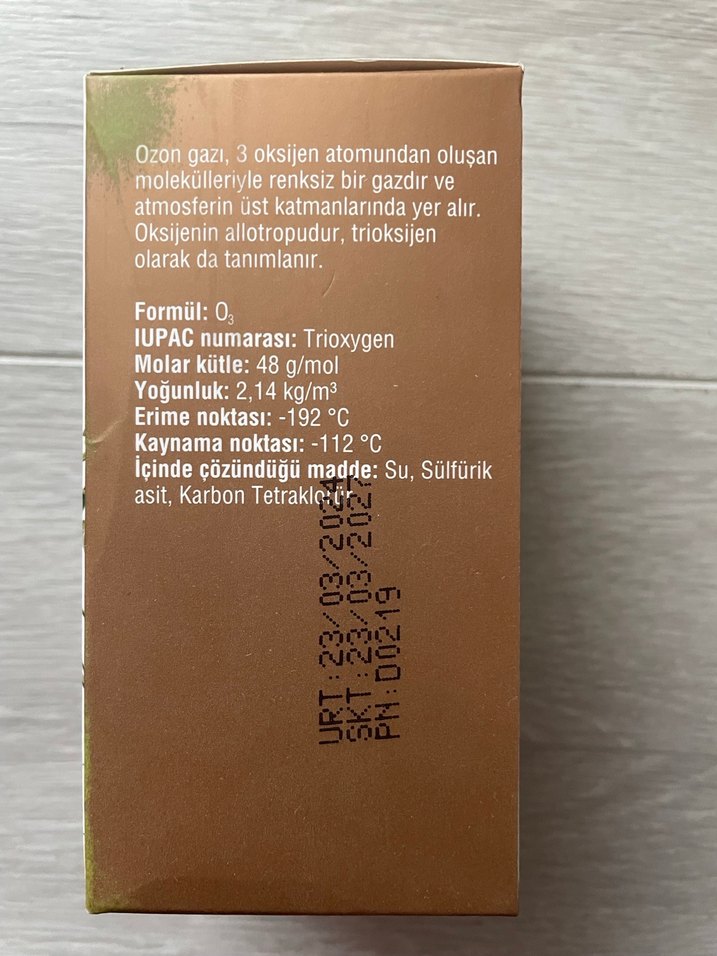 Ozon gazı, 3 oksijen atomundan oluşan
molekülleriyle renksiz bir gazdır ve
atmosferin üst katmanlarında yer alır.
Oksijenin allotropudur, trioksijen
olarak da tanımlanır.
Formül: O₃
IUPAC numarası: Trioxygen
Molar kütle: 48 g/mol
Yoğunluk: 2,14 kg/m³
Erime noktası: -192 °C
Kaynama noktası: -112 °C
İçinde çözündüğü madde: Su, Sülfürik
asit, Karbon Tetraklorür
URT: 23/03/2024
SKT: 23/03/2027
PN: D0219